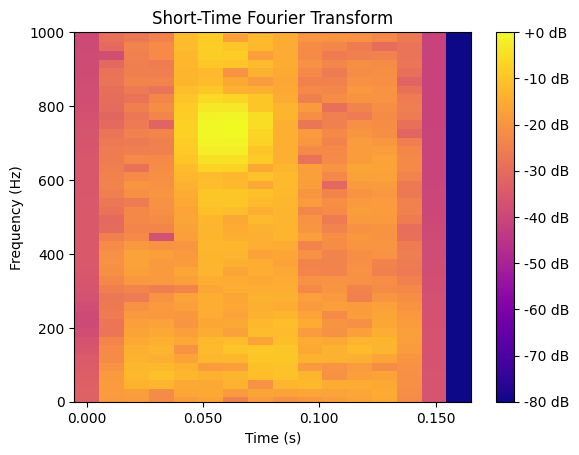 Short-Time Fourier Transform
Frequency (Hz)
1000
800
600
400
200
0
0.000
0.050
0.100
0.150
Time (s)
+0 dB
-10 dB
-20 dB
-30 dB
-40 dB
-50 dB
-60 dB
-70 dB
-80 dB